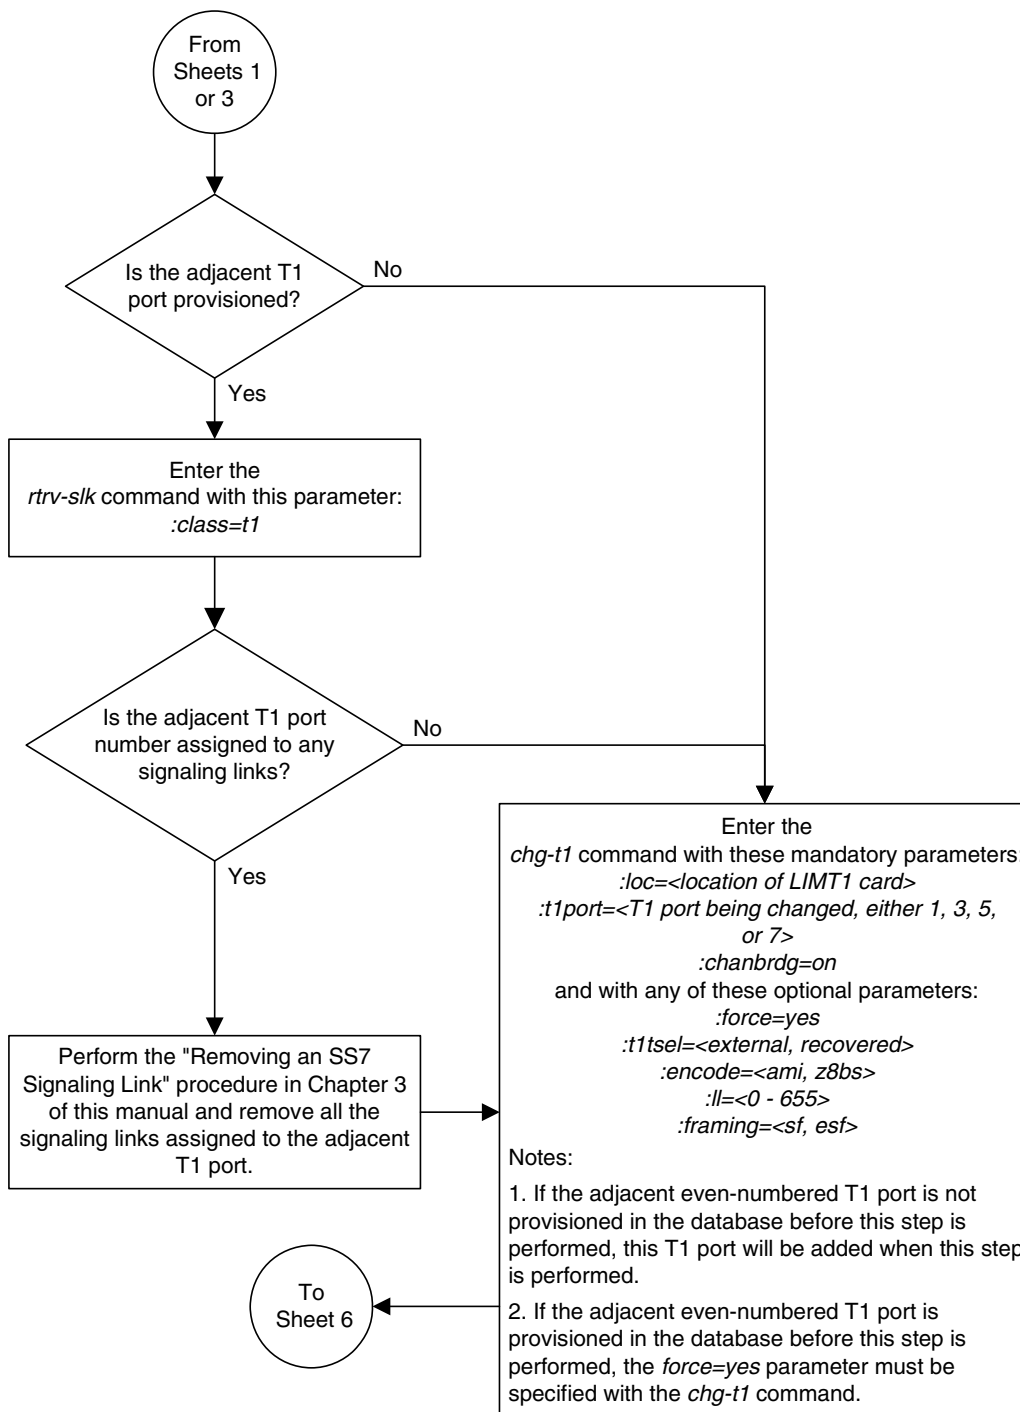 From
Sheets 1
or 3
Is the adjacent T1
port provisioned?
No
Yes
Enter the
rtrv-slk command with this parameter:
:class=t1
Is the adjacent T1 port
number assigned to any
signaling links?
No
Yes
Perform the "Removing an SS7
Signaling Link" procedure in Chapter 3
of this manual and remove all the
signaling links assigned to the adjacent
T1 port.
Enter the
chg-t1 command with these mandatory parameters:
:loc=<location of LIMT1 card>
:t1port=<T1 port being changed, either 1, 3, 5,
or 7>
:chanbrdg=on
and with any of these optional parameters:
:force=yes
:t1tsel=<external, recovered>
:encode=<ami, z8bs>
:ll=<0 - 655>
:framing=<sf, esf>
Notes:
1. If the adjacent even-numbered T1 port is not
provisioned in the database before this step is
performed, this T1 port will be added when this step
is performed.
2. If the adjacent even-numbered T1 port is
provisioned in the database before this step is
performed, the force=yes parameter must be
specified with the chg-t1 command.
To
Sheet 6